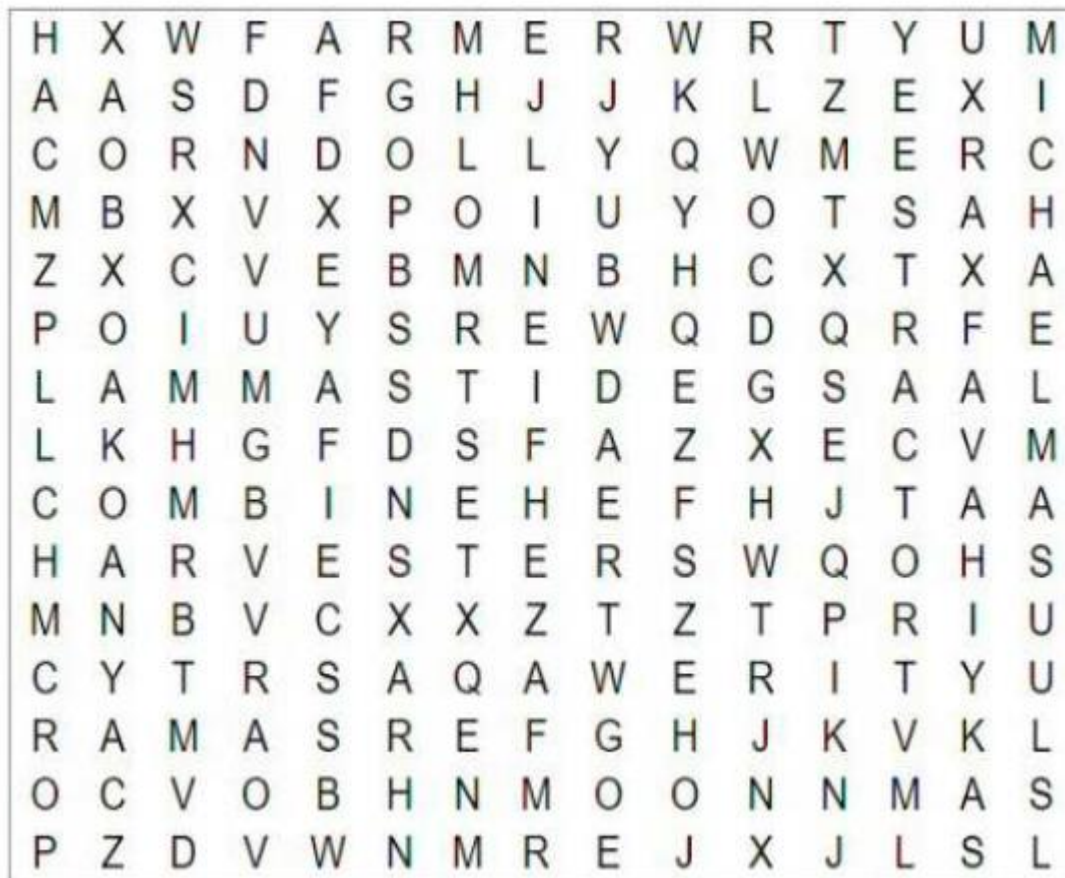 H X W F A R M E R W R T Y U M
A A S D F G H J J K L Z E X I
C O R N D O L L Y Q W M E R C
M B X V X P O I U Y O T S A H
Z X C V E B M N B H C X T X A
P O I U Y S R E W Q D Q R F E
L A M M A S T I D E G S A A L
L K H G F D S F A Z X E C V M
C O M B I N E H E F H J T A A
H A R V E S T E R S W Q O H S
M N B V C X X Z T Z T P R I U
C Y T R S A Q A W E R I T Y U
R A M A S R E F G H J K V K L
O C V O B H N M O O N N M A S
P Z D V W N M R E J X J L S L